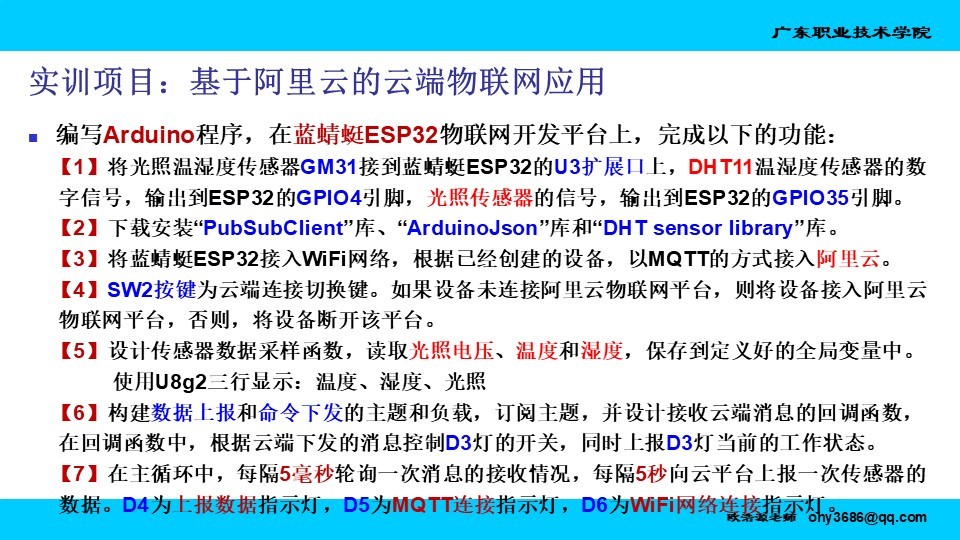 广东职业技术学院
实训项目：基于阿里云的云端物联网应用
■ 编写Arduino程序，在蓝蜻蜓ESP32物联网开发平台上，完成以下的功能：
【1】将光照温湿度传感器GM31接到蓝蜻蜓ESP32的U3扩展口上，DHT11温湿度传感器的数
字信号，输出到ESP32的GPIO4引脚，光照传感器的信号，输出到ESP32的GPIO35引脚。
【2】下载安装“PubSubClient”库、“ArduinoJson”库和“DHT sensor library”库。
【3】将蓝蜻蜓ESP32接入WiFi网络，根据已经创建的设备，以MQTT的方式接入阿里云。
【4】SW2按键为云端连接切换键。如果设备未连接阿里云物联网平台，则将设备接入阿里云
物联网平台，否则，将设备断开该平台。
【5】设计传感器数据采样函数，读取光照电压、温度和湿度，保存到定义好的全局变量中。
使用U8g2三行显示：温度、湿度、光照
【6】构建数据上报和命令下发的主题和负载，订阅主题，并设计接收云端消息的回调函数，
在回调函数中，根据云端下发的消息控制D3灯的开关，同时上报D3灯当前的工作状态。
【7】在主循环中，每隔5毫秒轮询一次消息的接收情况，每隔5秒向云平台上报一次传感器的
数据。D4为上报数据指示灯，D5为MQTT连接指示灯，D6为WiFi网络连接指示灯。
欧浩源老师 ohy3686@qq.com